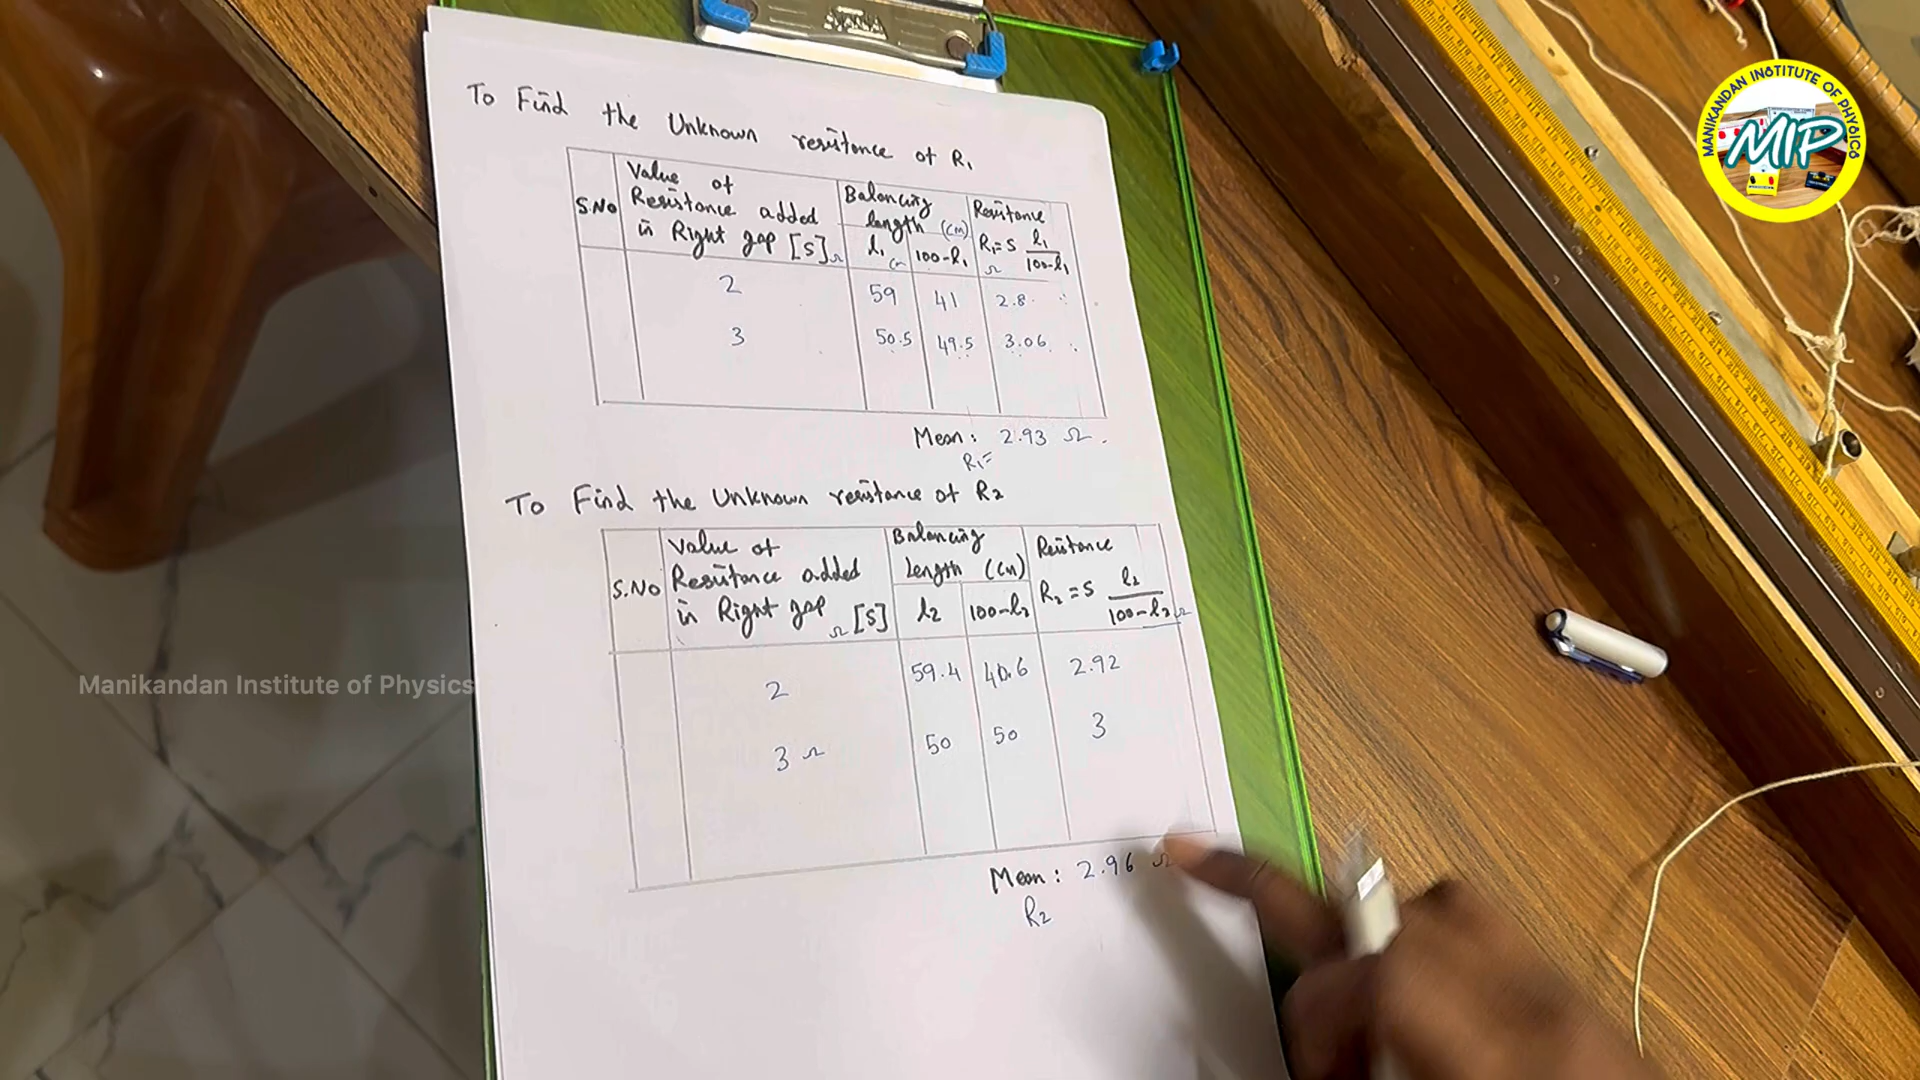 To Find the Unknown resistance of R₁
S.No
Value of
Resistance added
in Right gap [S] Ω
Balancing
length (cm)
l₁ cm
100-l₁
Resistance
R₁=S l₁/100-l₁
Ω
2 59 41 2.8
3 50.5 49.5 3.06
Mean: 2.93 Ω
R₁=
To Find the Unknown resistance of R₂
S.No
Value of
Resistance added
in Right gap Ω [S]
Balancing
Length (cm)
l₂
100-l₂
Resistance
R₂ = S l₂/100-l₂ Ω
2 59.4 40.6 2.92
3 Ω 50 50 3
Mean: 2.96 Ω
R₂
Manikandan Institute of Physics
MANIKANDAN INSTITUTE OF PHYSICS
MIP